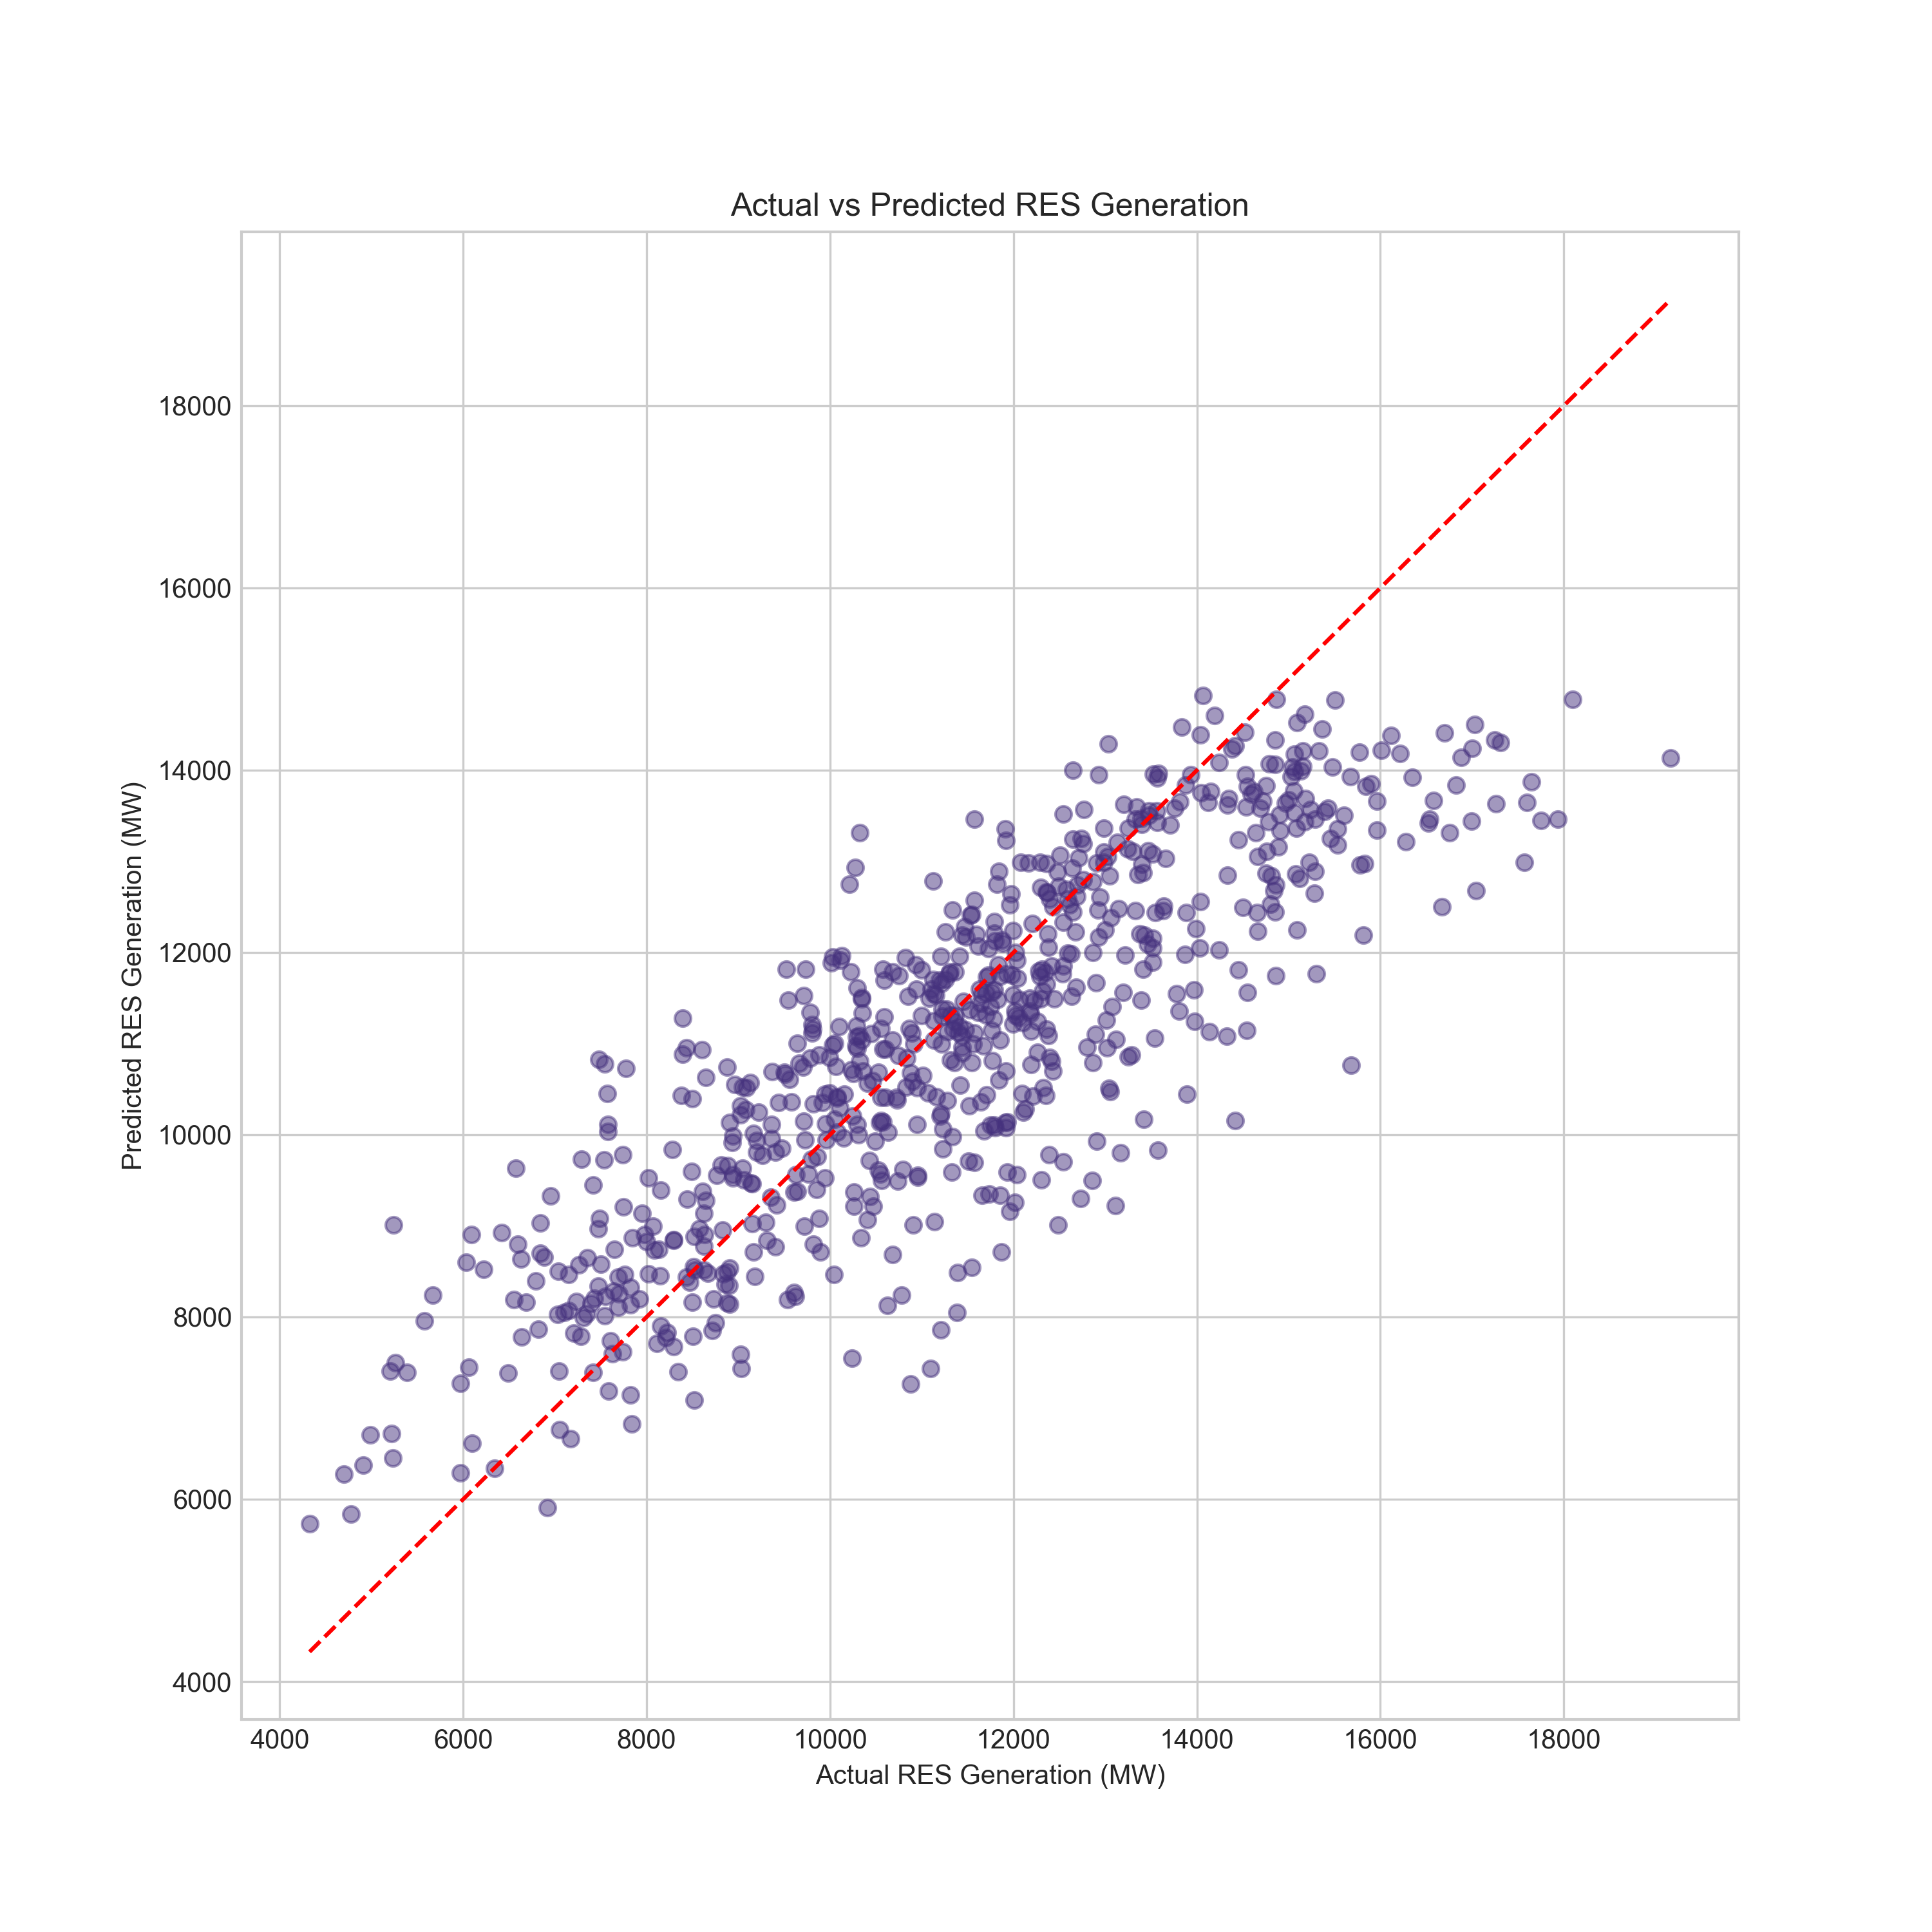 Actual vs Predicted RES Generation
Predicted RES Generation (MW)
18000
16000
14000
12000
10000
8000
6000
4000
4000 6000 8000 10000 12000 14000 16000 18000
Actual RES Generation (MW)